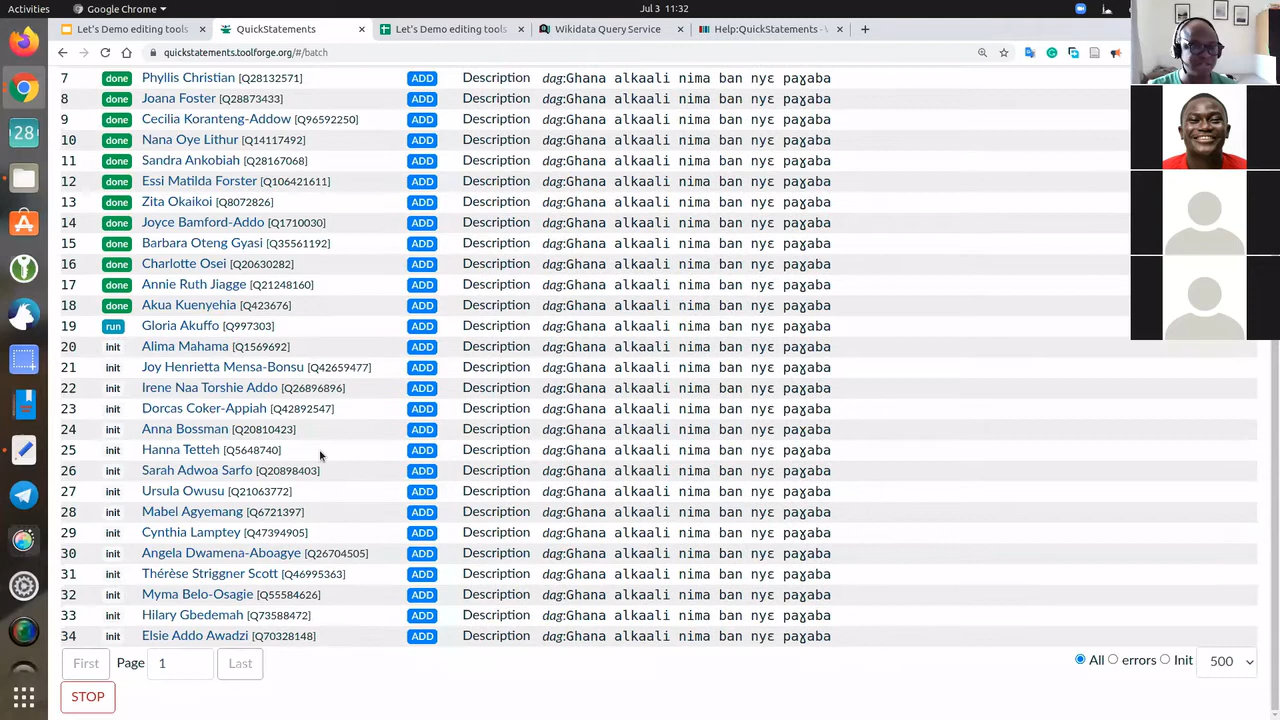 Activities Google Chrome Jul 3 11:32
Let's Demo editing tools × QuickStatements × Let's Demo editing tools × Wikidata Query Service × Help:QuickStatements - × +
quickstatements.toolforge.org/#/batch
28
7 done Phyllis Christian [Q28132571] ADD Description dag:Ghana alkaali nima ban nyɛ paɣaba
8 done Joana Foster [Q28873433] ADD Description dag:Ghana alkaali nima ban nyɛ paɣaba
9 done Cecilia Koranteng-Addow [Q96592250] ADD Description dag:Ghana alkaali nima ban nyɛ paɣaba
10 done Nana Oye Lithur [Q14117492] ADD Description dag:Ghana alkaali nima ban nyɛ paɣaba
11 done Sandra Ankobiah [Q28167068] ADD Description dag:Ghana alkaali nima ban nyɛ paɣaba
12 done Essi Matilda Forster [Q106421611] ADD Description dag:Ghana alkaali nima ban nyɛ paɣaba
13 done Zita Okaikoi [Q8072826] ADD Description dag:Ghana alkaali nima ban nyɛ paɣaba
14 done Joyce Bamford-Addo [Q1710030] ADD Description dag:Ghana alkaali nima ban nyɛ paɣaba
15 done Barbara Oteng Gyasi [Q35561192] ADD Description dag:Ghana alkaali nima ban nyɛ paɣaba
16 done Charlotte Osei [Q20630282] ADD Description dag:Ghana alkaali nima ban nyɛ paɣaba
17 done Annie Ruth Jiagge [Q21248160] ADD Description dag:Ghana alkaali nima ban nyɛ paɣaba
18 done Akua Kuenyehia [Q423676] ADD Description dag:Ghana alkaali nima ban nyɛ paɣaba
19 run Gloria Akuffo [Q997303] ADD Description dag:Ghana alkaali nima ban nyɛ paɣaba
20 init Alima Mahama [Q1569692] ADD Description dag:Ghana alkaali nima ban nyɛ paɣaba
21 init Joy Henrietta Mensa-Bonsu [Q42659477] ADD Description dag:Ghana alkaali nima ban nyɛ paɣaba
22 init Irene Naa Torshie Addo [Q26896896] ADD Description dag:Ghana alkaali nima ban nyɛ paɣaba
23 init Dorcas Coker-Appiah [Q42892547] ADD Description dag:Ghana alkaali nima ban nyɛ paɣaba
24 init Anna Bossman [Q20810423] ADD Description dag:Ghana alkaali nima ban nyɛ paɣaba
25 init Hanna Tetteh [Q5648740] ADD Description dag:Ghana alkaali nima ban nyɛ paɣaba
26 init Sarah Adwoa Sarfo [Q20898403] ADD Description dag:Ghana alkaali nima ban nyɛ paɣaba
27 init Ursula Owusu [Q21063772] ADD Description dag:Ghana alkaali nima ban nyɛ paɣaba
28 init Mabel Agyemang [Q6721397] ADD Description dag:Ghana alkaali nima ban nyɛ paɣaba
29 init Cynthia Lamptey [Q47394905] ADD Description dag:Ghana alkaali nima ban nyɛ paɣaba
30 init Angela Dwamena-Aboagye [Q26704505] ADD Description dag:Ghana alkaali nima ban nyɛ paɣaba
31 init Thérèse Striggner Scott [Q46995363] ADD Description dag:Ghana alkaali nima ban nyɛ paɣaba
32 init Myma Belo-Osagie [Q55584626] ADD Description dag:Ghana alkaali nima ban nyɛ paɣaba
33 init Hilary Gbedemah [Q73588472] ADD Description dag:Ghana alkaali nima ban nyɛ paɣaba
34 init Elsie Addo Awadzi [Q70328148] ADD Description dag:Ghana alkaali nima ban nyɛ paɣaba
First Page 1 Last All errors Init 500
STOP